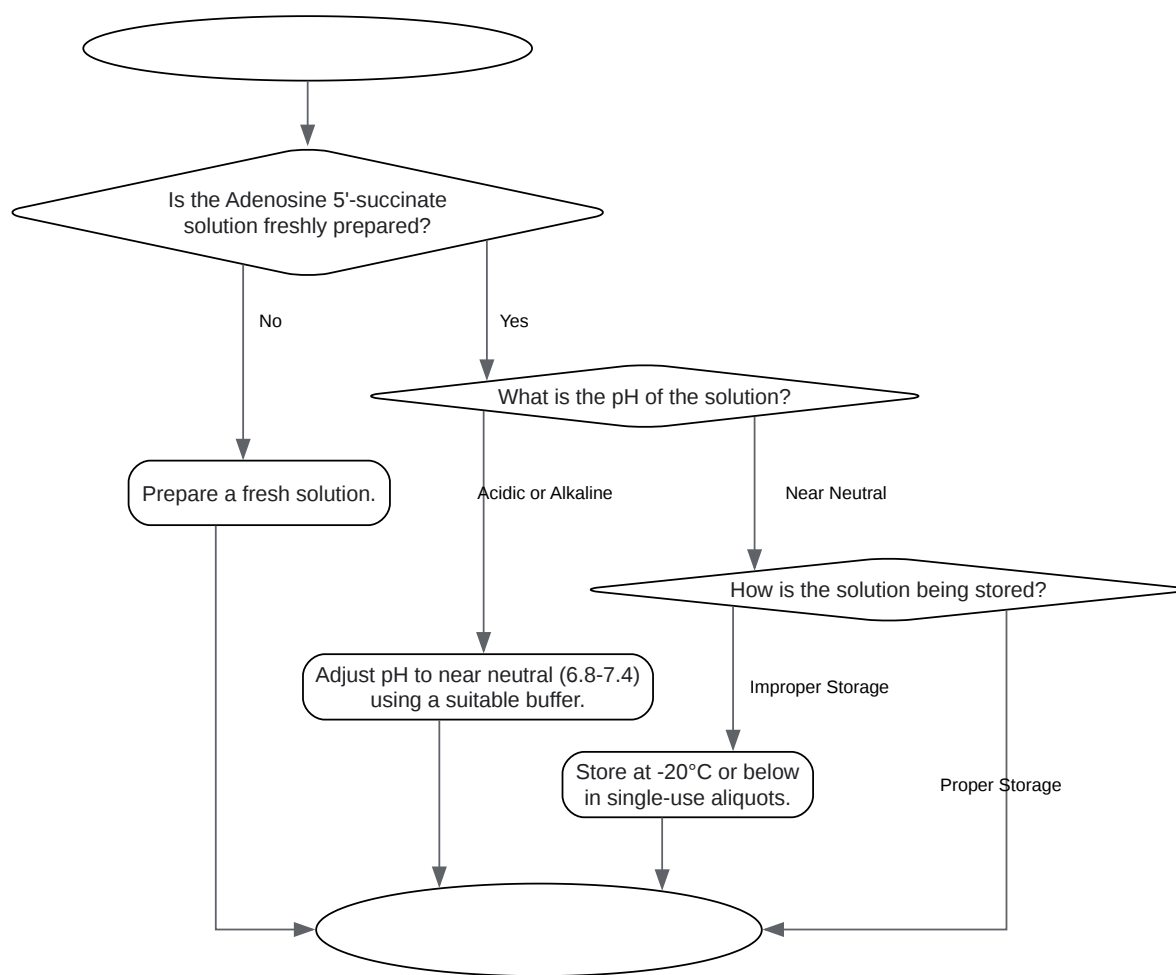 Is the Adenosine 5'-succinate
solution freshly prepared?
No
Yes
What is the pH of the solution?
Prepare a fresh solution.
Acidic or Alkaline
Near Neutral
How is the solution being stored?
Adjust pH to near neutral (6.8-7.4)
using a suitable buffer.
Improper Storage
Store at -20°C or below
in single-use aliquots.
Proper Storage